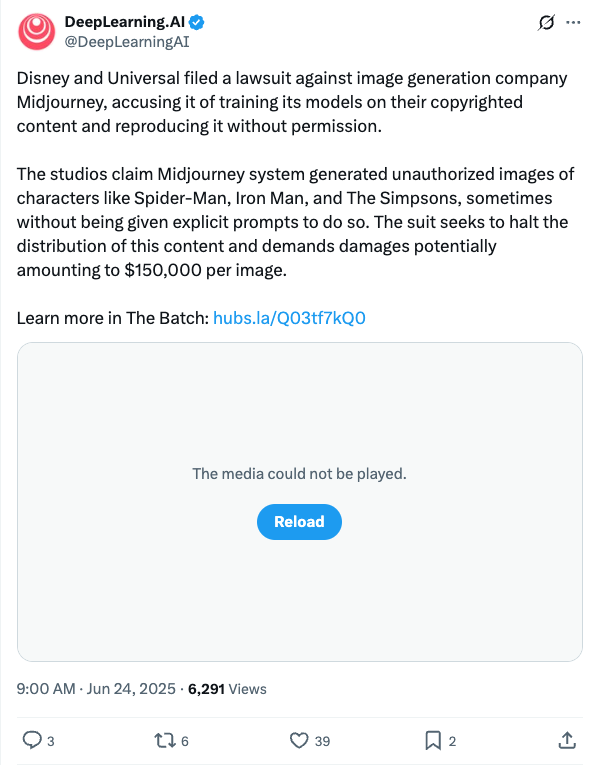 DeepLearning.AI
@DeepLearningAI
Disney and Universal filed a lawsuit against image generation company
Midjourney, accusing it of training its models on their copyrighted
content and reproducing it without permission.
The studios claim Midjourney system generated unauthorized images of
characters like Spider-Man, Iron Man, and The Simpsons, sometimes
without being given explicit prompts to do so. The suit seeks to halt the
distribution of this content and demands damages potentially
amounting to $150,000 per image.
Learn more in The Batch: hubs.la/Q03tf7kQ0
The media could not be played.
Reload
9:00 AM · Jun 24, 2025 · 6,291 Views
3 6 39 2